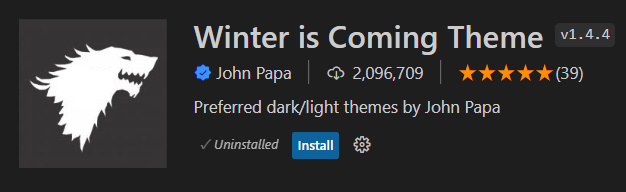 Winter is Coming Theme v1.4.4
John Papa 2,096,709 (39)
Preferred dark/light themes by John Papa
Uninstalled Install